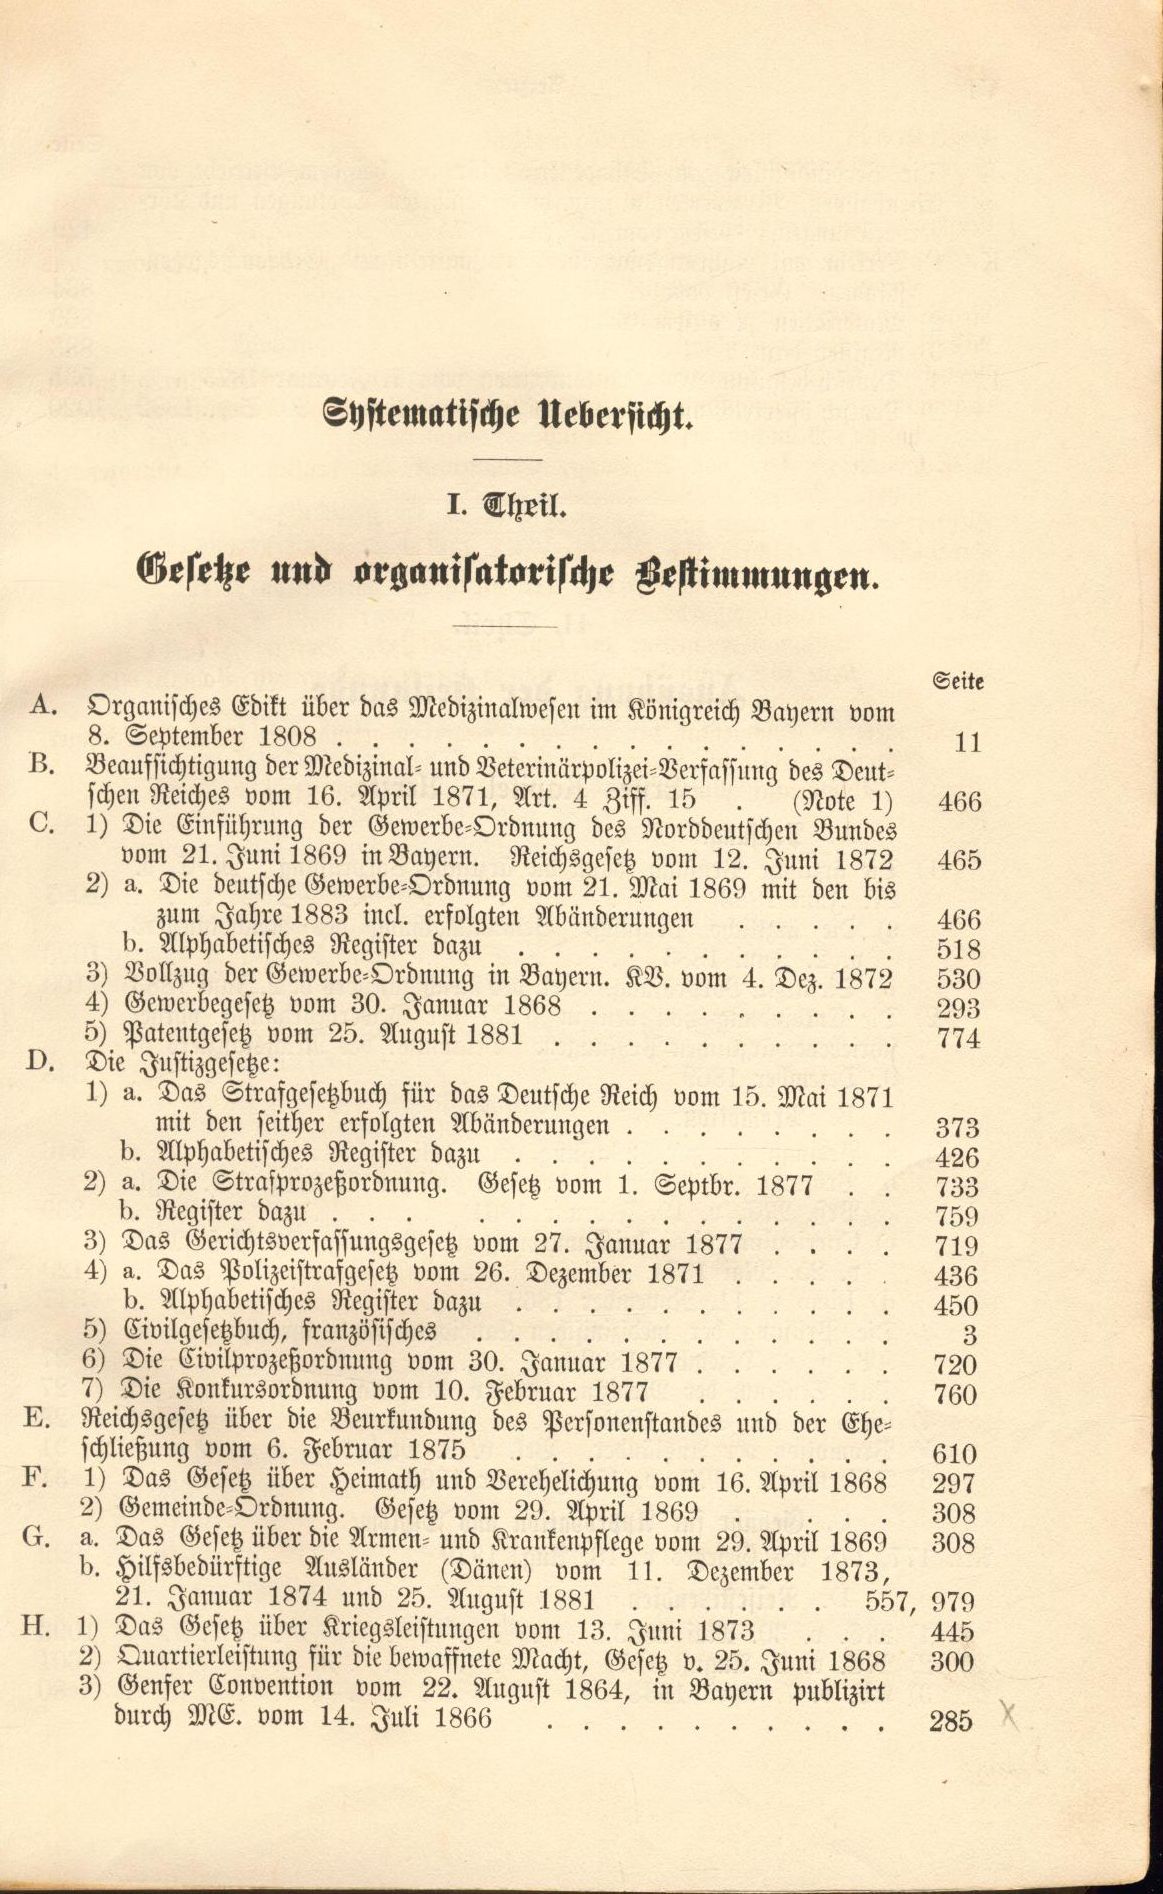 Systematische Uebersicht.
I. Theil.
Gesetze und organisatorische Bestimmungen.
Seite
A. Organisches Edikt über das Medizinalwesen im Königreich Bayern vom
8. September 1808 . . . . . . . . . . . . . . . . 11
B. Beaufsichtigung der Medizinal- und Veterinärpolizei-Verfassung des Deut-
schen Reiches vom 16. April 1871, Art. 4 Ziff. 15 . (Note 1) 466
C. 1) Die Einführung der Gewerbe-Ordnung des Norddeutschen Bundes
vom 21. Juni 1869 in Bayern. Reichsgesetz vom 12. Juni 1872 465
2) a. Die deutsche Gewerbe-Ordnung vom 21. Mai 1869 mit den bis
zum Jahre 1883 incl. erfolgten Abänderungen . . . . . 466
b. Alphabetisches Register dazu . . . . . . . . . . . 518
3) Vollzug der Gewerbe-Ordnung in Bayern. KV. vom 4. Dez. 1872 530
4) Gewerbegesetz vom 30. Januar 1868 . . . . . . . . . 293
5) Patentgesetz vom 25. August 1881 . . . . . . . . . . 774
D. Die Justizgesetze:
1) a. Das Strafgesetzbuch für das Deutsche Reich vom 15. Mai 1871
mit den seither erfolgten Abänderungen . . . . . . . . 373
b. Alphabetisches Register dazu . . . . . . . . . . . 426
2) a. Die Strafprozeßordnung. Gesetz vom 1. Septbr. 1877 . . 733
b. Register dazu . . . . . . . . . . . . . . . 759
3) Das Gerichtsverfassungsgesetz vom 27. Januar 1877 . . . . 719
4) a. Das Polizeistrafgesetz vom 26. Dezember 1871 . . . . . 436
b. Alphabetisches Register dazu . . . . . . . . . . . 450
5) Civilgesetzbuch, französisches . . . . . . . . . . . . 3
6) Die Civilprozeßordnung vom 30. Januar 1877 . . . . . . 720
7) Die Konkursordnung vom 10. Februar 1877 . . . . . . 760
E. Reichsgesetz über die Beurkundung des Personenstandes und der Ehe-
schließung vom 6. Februar 1875 . . . . . . . . . . . 610
F. 1) Das Gesetz über Heimath und Verehelichung vom 16. April 1868 297
2) Gemeinde-Ordnung. Gesetz vom 29. April 1869 . . . . . 308
G. a. Das Gesetz über die Armen- und Krankenpflege vom 29. April 1869 308
b. Hilfsbedürftige Ausländer (Dänen) vom 11. Dezember 1873,
21. Januar 1874 und 25. August 1881 . . . . . . 557, 979
H. 1) Das Gesetz über Kriegsleistungen vom 13. Juni 1873 . . . 445
2) Quartierleistung für die bewaffnete Macht, Gesetz v. 25. Juni 1868 300
3) Genfer Convention vom 22. August 1864, in Bayern publizirt
durch ME. vom 14. Juli 1866 . . . . . . . . . . 285 X